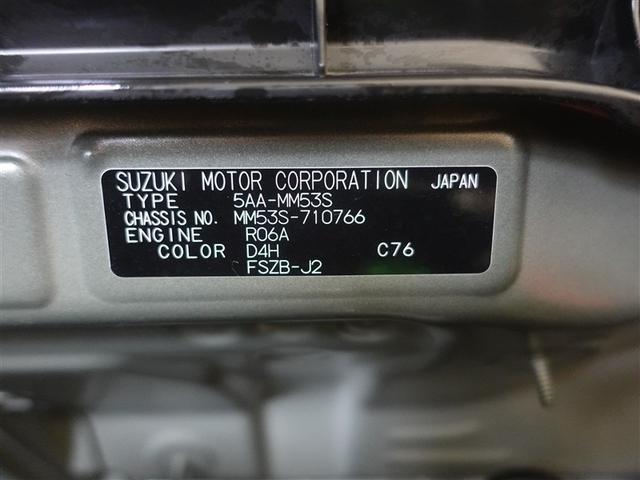 SUZUKI MOTOR CORPORATION JAPAN
TYPE 5AA-MM53S
CHASSIS NO. MM53S-710766
ENGINE R06A
COLOR D4H C76
FSZB-J2